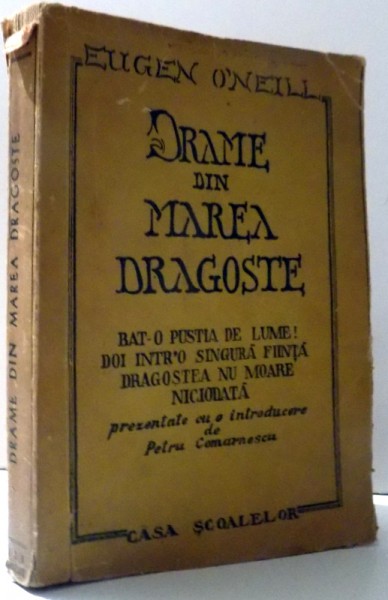 EUGEN O'NEILL
DRAME
DIN
MAREA
DRAGOSTE
BAT-O PUSTIA DE LUME!
DOI INTR'O SINGURĂ FIINȚĂ
DRAGOSTEA NU MOARE
NICIODATĂ
prezentate cu o introducere
de
Petru Comarnescu
CASA ȘCOALELOR
DRAME DIN MAREA DRAGOSTE